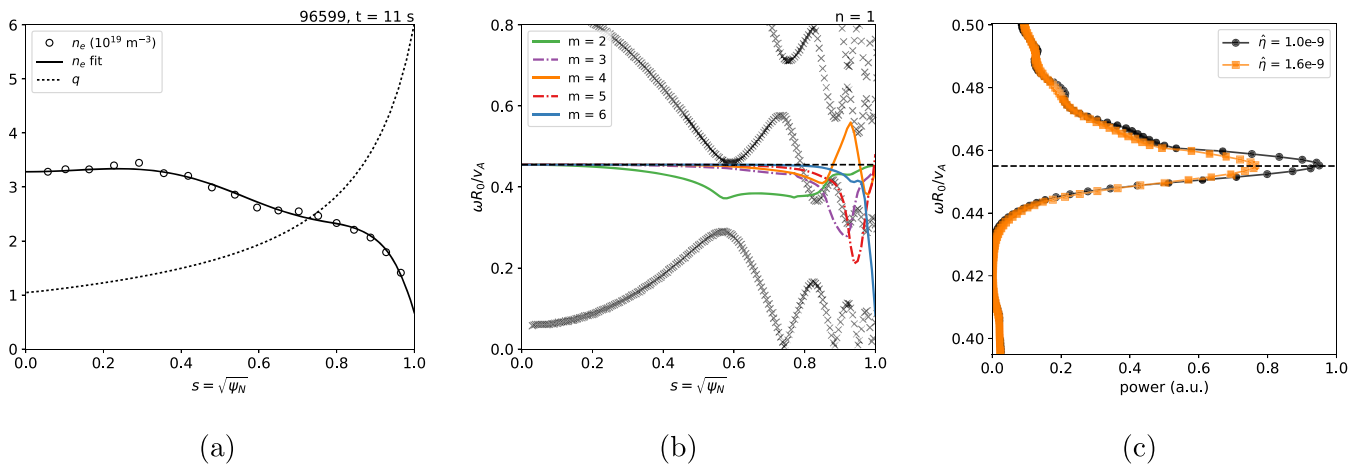 96599, t = 11 s
6
5
4
3
2
1
0
n_e (10^19 m^−3)
n_e fit
q
0.0 0.2 0.4 0.6 0.8 1.0
s = √ψ_N
(a)
n = 1
ωR_0/v_A
0.8
0.6
0.4
0.2
0.0
m = 2
m = 3
m = 4
m = 5
m = 6
0.0 0.2 0.4 0.6 0.8 1.0
s = √ψ_N
(b)
ωR_0/v_A
0.50
0.48
0.46
0.44
0.42
0.40
η̂ = 1.0e-9
η̂ = 1.6e-9
0.0 0.2 0.4 0.6 0.8 1.0
power (a.u.)
(c)